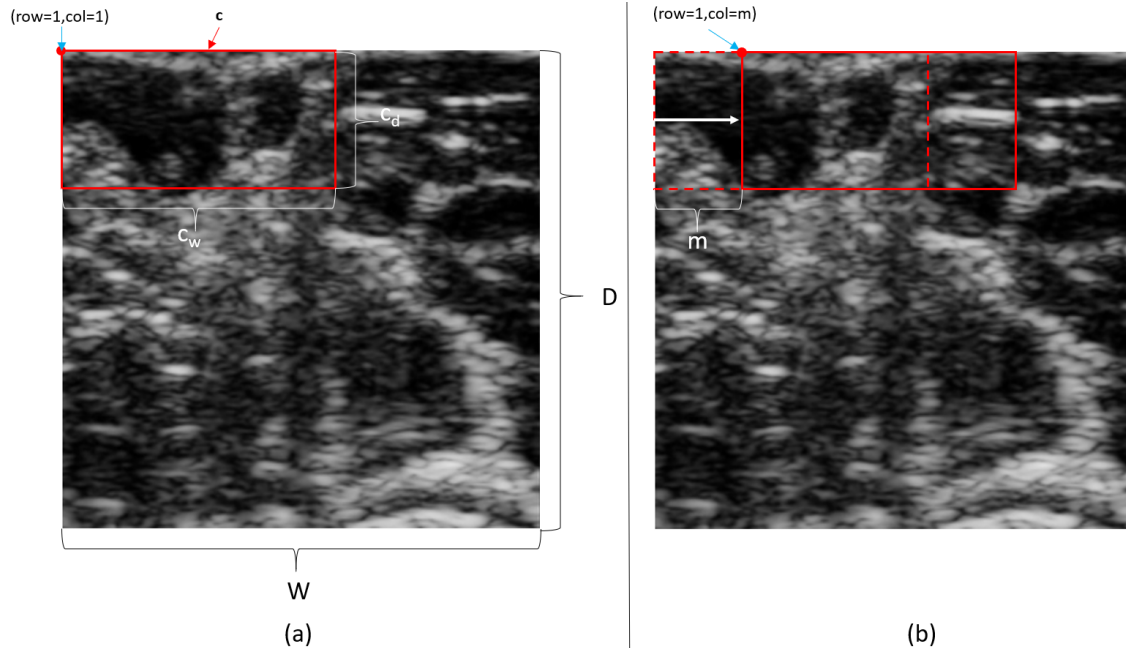 (row=1,col=1)
c
c_d
c_w
D
W
(a)
(row=1,col=m)
m
(b)